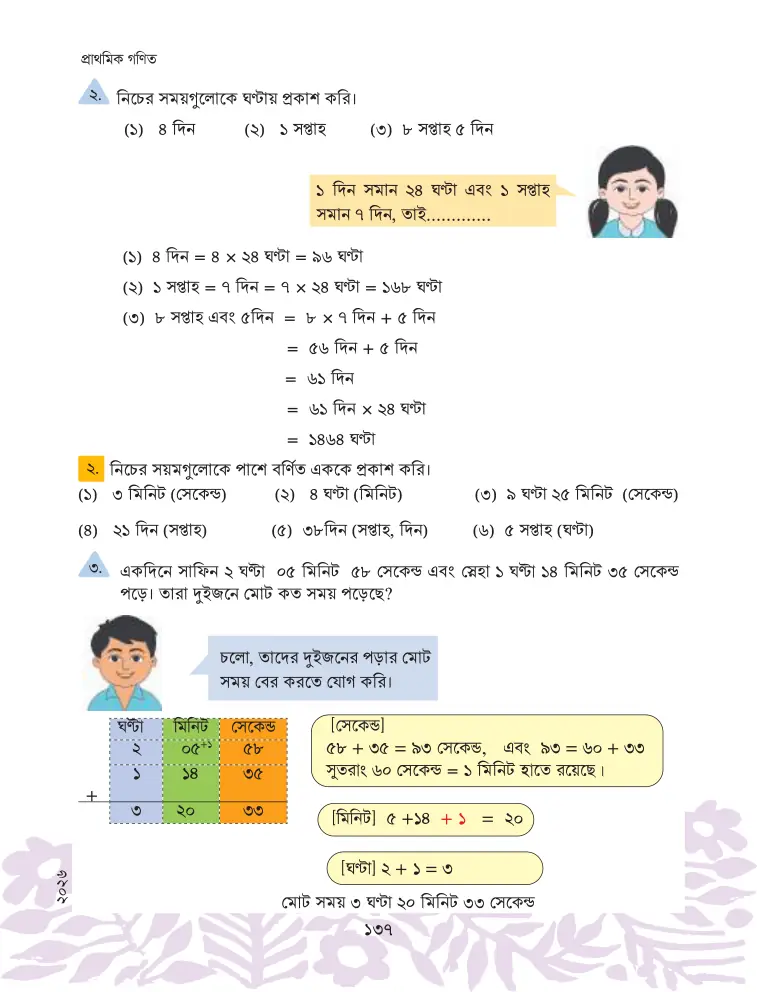 প্রাথমিক গণিত
২. নিচের সময়গুলোকে ঘণ্টায় প্রকাশ করি।
(১) ৪ দিন (২) ১ সপ্তাহ (৩) ৮ সপ্তাহ ৫ দিন
১ দিন সমান ২৪ ঘণ্টা এবং ১ সপ্তাহ
সমান ৭ দিন, তাই.............
(১) ৪ দিন = ৪ × ২৪ ঘণ্টা = ৯৬ ঘণ্টা
(২) ১ সপ্তাহ = ৭ দিন = ৭ × ২৪ ঘণ্টা = ১৬৮ ঘণ্টা
(৩) ৮ সপ্তাহ এবং ৫দিন = ৮ × ৭ দিন + ৫ দিন
= ৫৬ দিন + ৫ দিন
= ৬১ দিন
= ৬১ দিন × ২৪ ঘণ্টা
= ১৪৬৪ ঘণ্টা
২. নিচের সয়মগুলোকে পাশে বর্ণিত এককে প্রকাশ করি।
(১) ৩ মিনিট (সেকেন্ড) (২) ৪ ঘণ্টা (মিনিট) (৩) ৯ ঘণ্টা ২৫ মিনিট (সেকেন্ড)
(৪) ২১ দিন (সপ্তাহ) (৫) ৩৮দিন (সপ্তাহ, দিন) (৬) ৫ সপ্তাহ (ঘণ্টা)
৩. একদিনে সাফিন ২ ঘণ্টা ০৫ মিনিট ৫৮ সেকেন্ড এবং স্নেহা ১ ঘণ্টা ১৪ মিনিট ৩৫ সেকেন্ড
পড়ে। তারা দুইজনে মোট কত সময় পড়েছে?
চলো, তাদের দুইজনের পড়ার মোট
সময় বের করতে যোগ করি।
ঘণ্টা মিনিট সেকেন্ড
২ ০৫+১ ৫৮
১ ১৪ ৩৫
+
৩ ২০ ৩৩
[সেকেন্ড]
৫৮ + ৩৫ = ৯৩ সেকেন্ড, এবং ৯৩ = ৬০ + ৩৩
সুতরাং ৬০ সেকেন্ড = ১ মিনিট হাতে রয়েছে।
[মিনিট] ৫ +১৪ + ১ = ২০
[ঘণ্টা] ২ + ১ = ৩
মোট সময় ৩ ঘণ্টা ২০ মিনিট ৩৩ সেকেন্ড
২০২৬
১৩৭